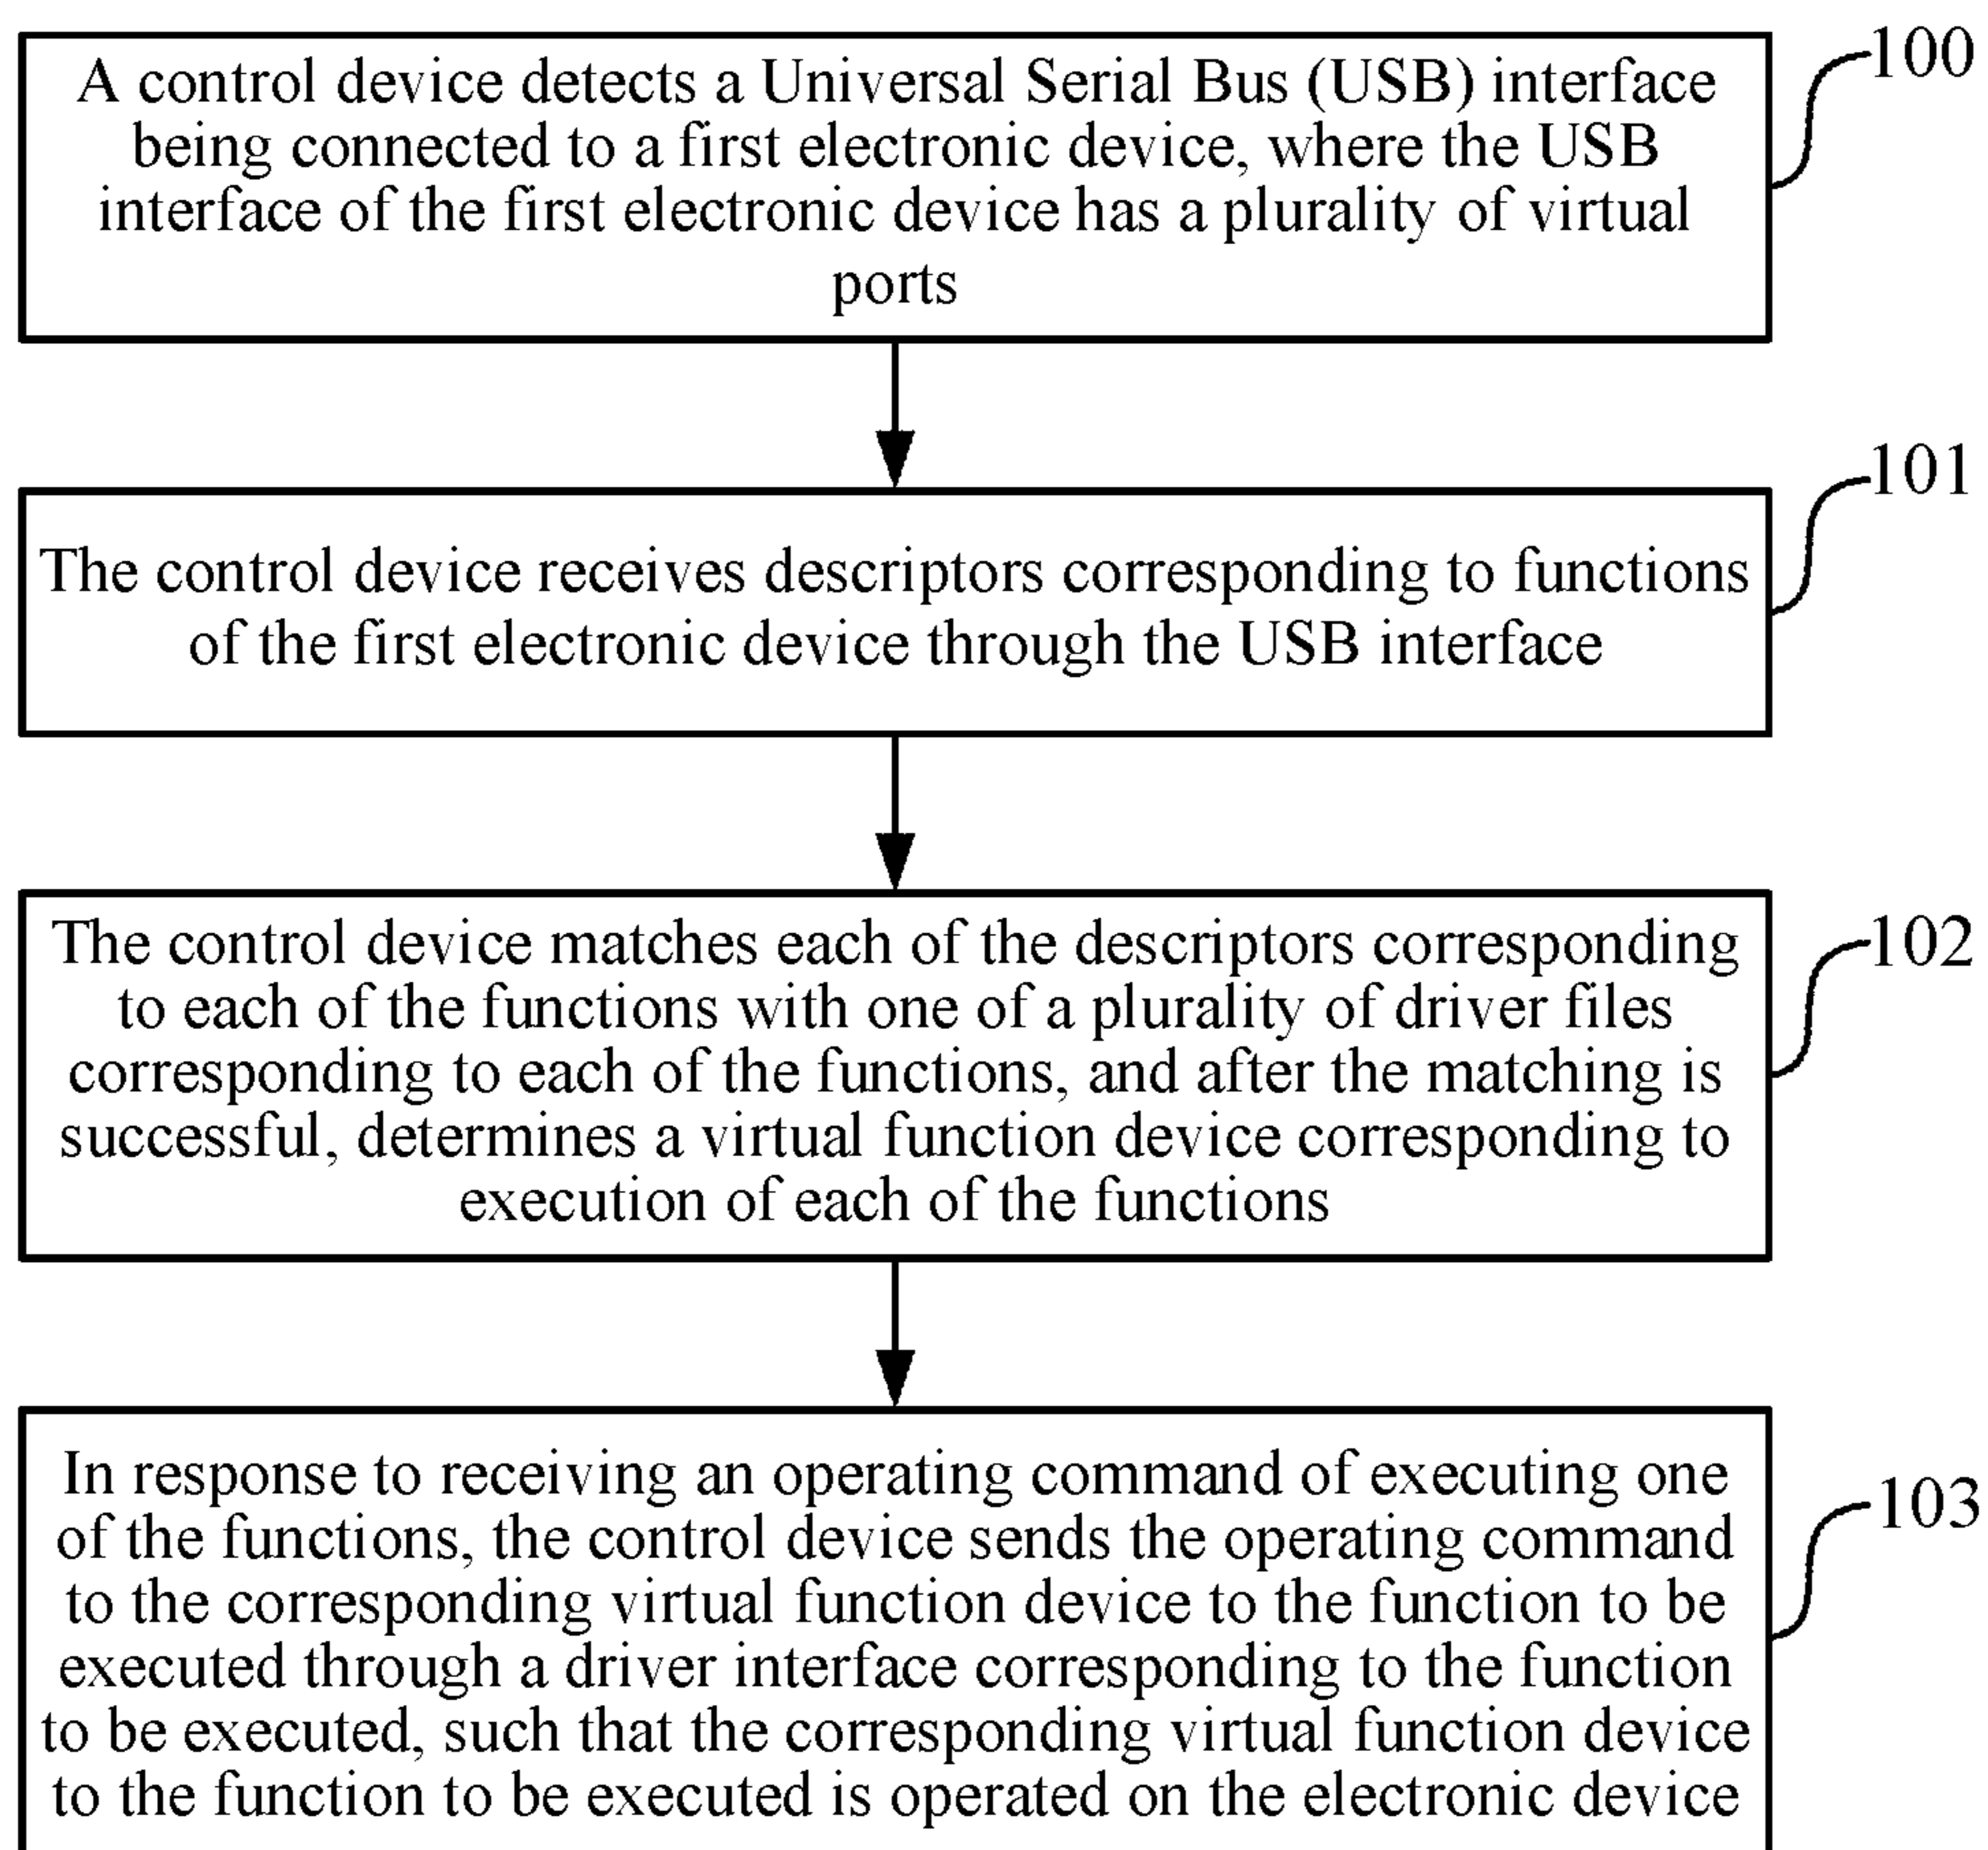 A control device detects a Universal Serial Bus (USB) interface
being connected to a first electronic device, where the USB
interface of the first electronic device has a plurality of virtual
ports
100
The control device receives descriptors corresponding to functions
of the first electronic device through the USB interface
101
The control device matches each of the descriptors corresponding
to each of the functions with one of a plurality of driver files
corresponding to each of the functions, and after the matching is
successful, determines a virtual function device corresponding to
execution of each of the functions
102
In response to receiving an operating command of executing one
of the functions, the control device sends the operating command
to the corresponding virtual function device to the function to be
executed through a driver interface corresponding to the function
to be executed, such that the corresponding virtual function device
to the function to be executed is operated on the electronic device
103